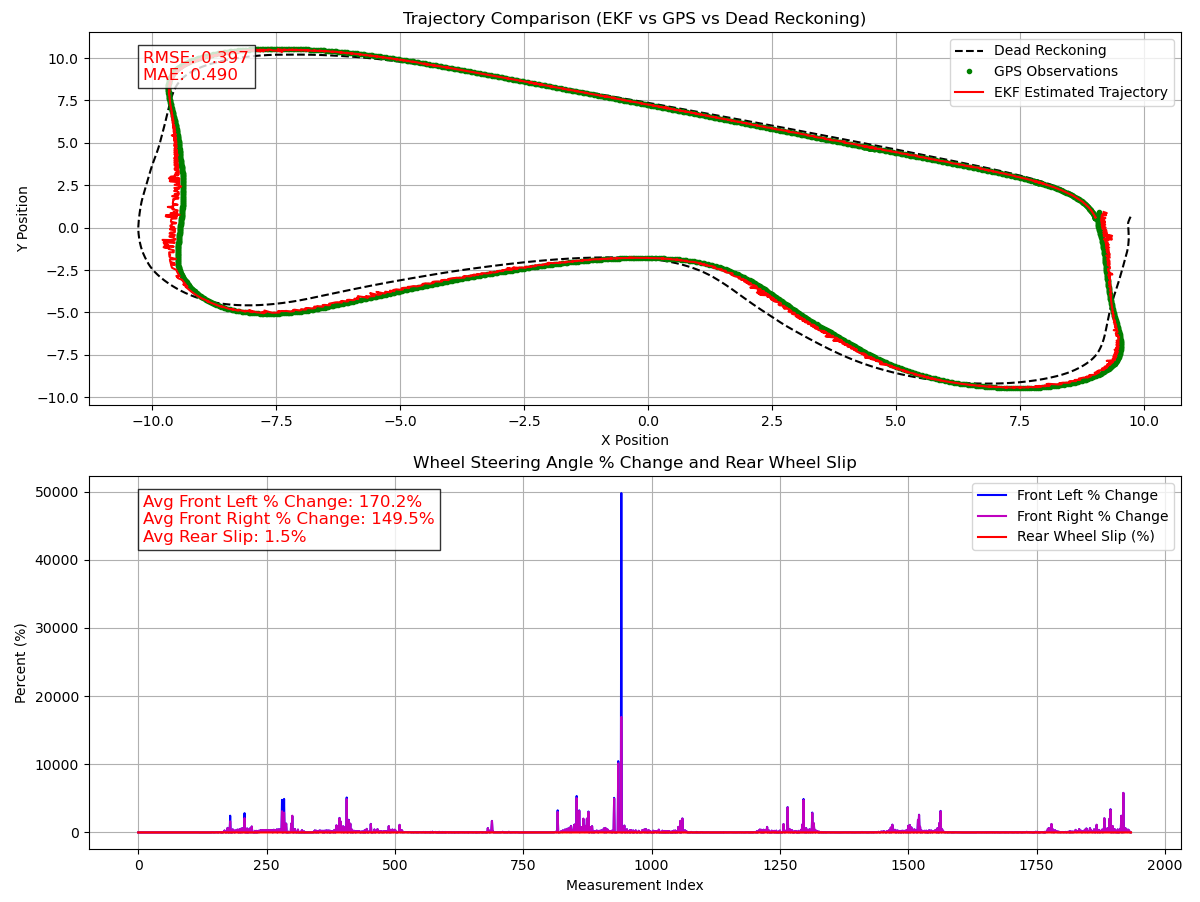 Trajectory Comparison (EKF vs GPS vs Dead Reckoning)
RMSE: 0.397
MAE: 0.490
Dead Reckoning
GPS Observations
EKF Estimated Trajectory
Y Position
10.0
7.5
5.0
2.5
0.0
−2.5
−5.0
−7.5
−10.0
−10.0 −7.5 −5.0 −2.5 0.0 2.5 5.0 7.5 10.0
X Position
Wheel Steering Angle % Change and Rear Wheel Slip
Avg Front Left % Change: 170.2%
Avg Front Right % Change: 149.5%
Avg Rear Slip: 1.5%
Front Left % Change
Front Right % Change
Rear Wheel Slip (%)
Percent (%)
50000
40000
30000
20000
10000
0
0 250 500 750 1000 1250 1500 1750 2000
Measurement Index